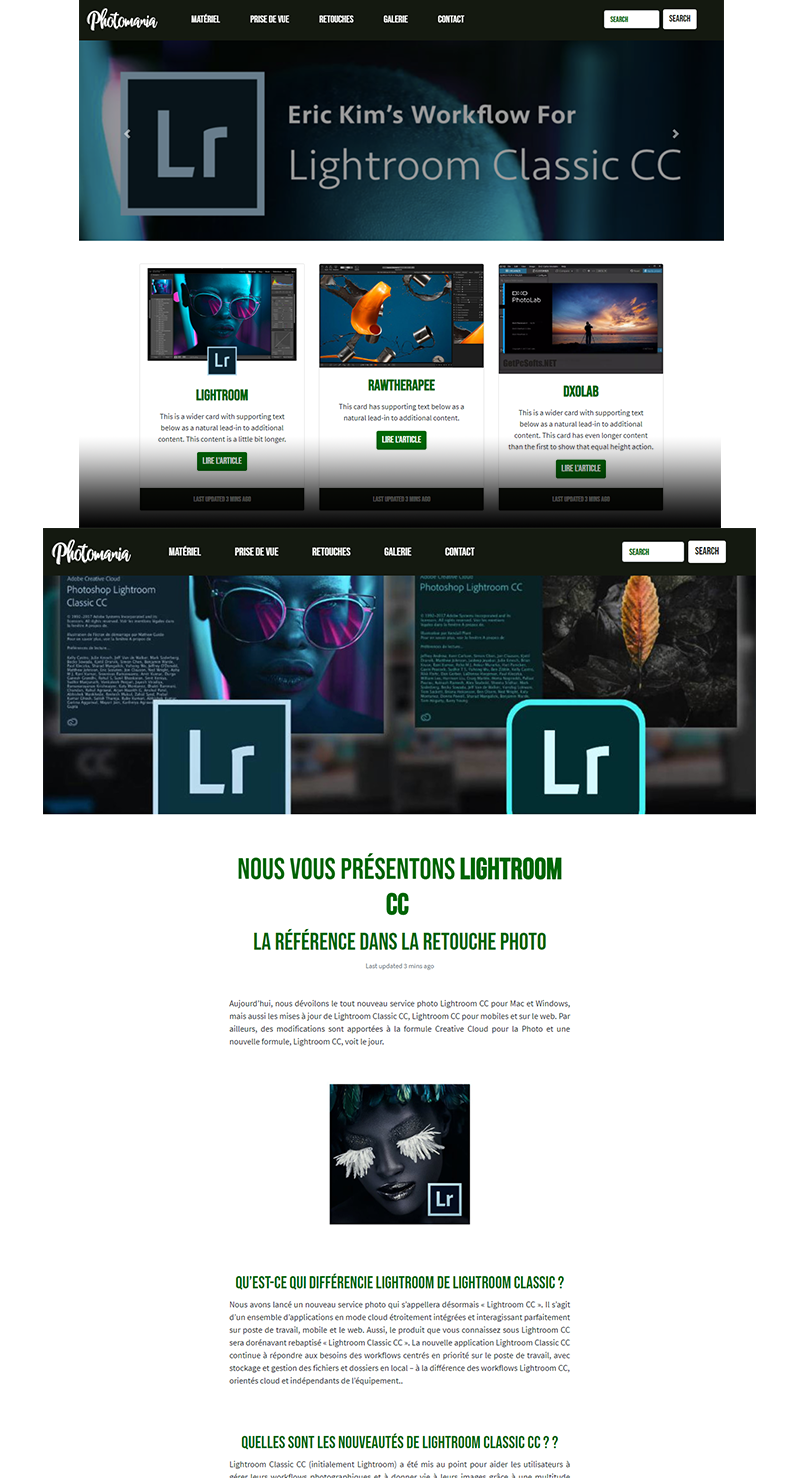 Photomania
MATÉRIEL PRISE DE VUE RETOUCHES GALERIE CONTACT
SEARCH SEARCH
Lr
Eric Kim's Workflow For
Lightroom Classic CC
Lr
LIGHTROOM
This is a wider card with supporting text
below as a natural lead-in to additional
content. This content is a little bit longer.
LIRE L'ARTICLE
LAST UPDATED 3 MINS AGO
RAWTHERAPEE
This card has supporting text below as a
natural lead-in to additional content.
LIRE L'ARTICLE
LAST UPDATED 3 MINS AGO
DXO
PhotoLab
GetPcSofts.NET
DXOLAB
This is a wider card with supporting text
below as a natural lead-in to additional
content. This card has even longer content
than the first to show that equal height action.
LIRE L'ARTICLE
LAST UPDATED 3 MINS AGO
Photomania
MATÉRIEL PRISE DE VUE RETOUCHES GALERIE CONTACT
SEARCH SEARCH
Adobe Creative Cloud
Photoshop Lightroom
Classic CC
Adobe Creative Cloud
Photoshop Lightroom CC
Lr
Lr
NOUS VOUS PRÉSENTONS LIGHTROOM
CC
LA RÉFÉRENCE DANS LA RETOUCHE PHOTO
Last updated 3 mins ago
Aujourd'hui, nous dévoilons le tout nouveau service photo Lightroom CC pour Mac et Windows,
mais aussi les mises à jour de Lightroom Classic CC, Lightroom CC pour mobiles et sur le web. Par
ailleurs, des modifications sont apportées à la formule Creative Cloud pour la Photo et une
nouvelle formule, Lightroom CC, voit le jour.
Lr
QU'EST-CE QUI DIFFÉRENCIE LIGHTROOM DE LIGHTROOM CLASSIC ?
Nous avons lancé un nouveau service photo qui s'appellera désormais « Lightroom CC ». Il s'agit
d'un ensemble d'applications en mode cloud étroitement intégrées et interagissant parfaitement
sur poste de travail, mobile et le web. Aussi, le produit que vous connaissez sous Lightroom CC
sera dorénavant rebaptisé « Lightroom Classic CC ». La nouvelle application Lightroom Classic CC
continue à répondre aux besoins des workflows centrés en priorité sur le poste de travail, avec
stockage et gestion des fichiers et dossiers en local – à la différence des workflows Lightroom CC,
orientés cloud et indépendants de l'équipement..
QUELLES SONT LES NOUVEAUTÉS DE LIGHTROOM CLASSIC CC ? ?
Lightroom Classic CC (initialement Lightroom) a été mis au point pour aider les utilisateurs à
gérer leurs workflows photographiques et à donner vie à leurs images grâce à une multitude